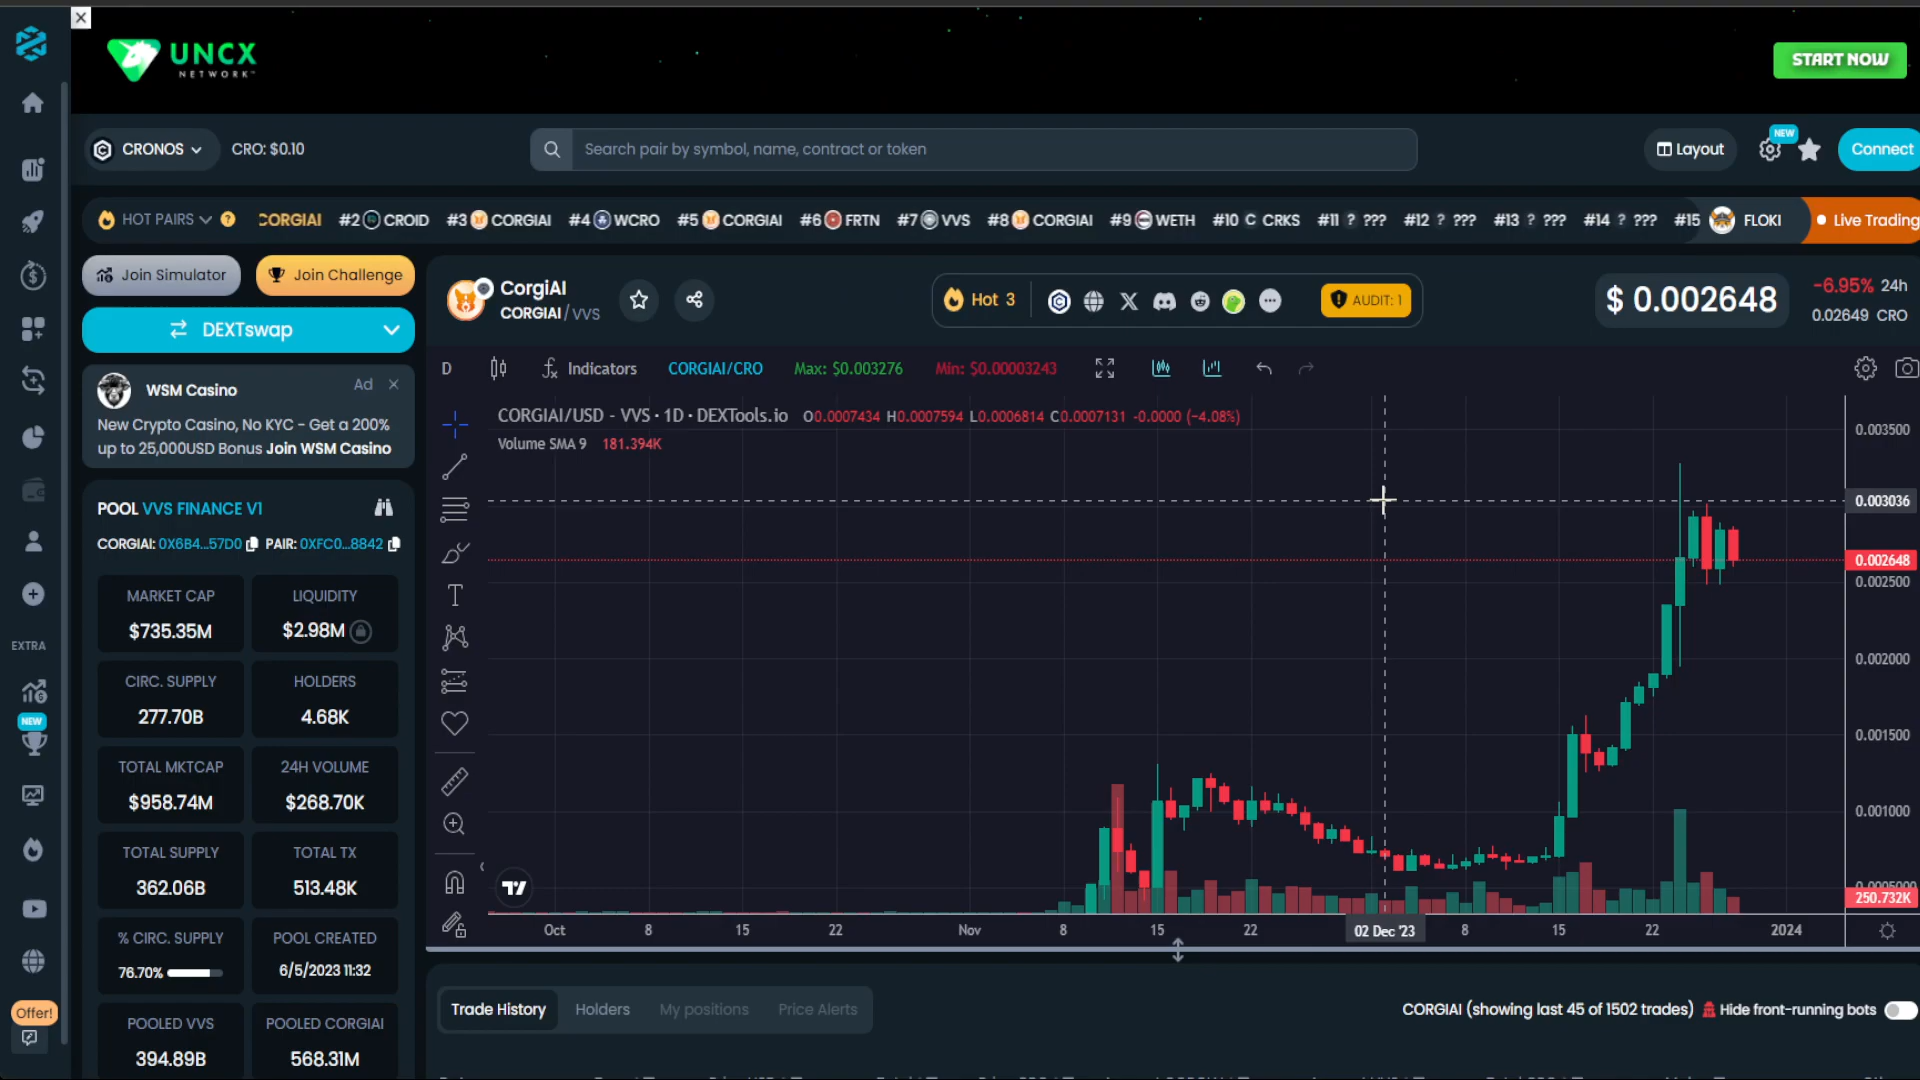 UNCX
NETWORK
START NOW
CRONOS
CRO: $0.10
Search pair by symbol, name, contract or token
Layout
NEW
Connect
HOT PAIRS ?
CORGIAI #2 CROID #3 CORGIAI #4 WCRO #5 CORGIAI #6 FRTN #7 VVS #8 CORGIAI #9 WETH #10 C CRKS #11 ? ??? #12 ? ??? #13 ? ??? #14 ? ??? #15 FLOKI
Live Trading
Join Simulator
Join Challenge
DEXTswap
WSM Casino
Ad
New Crypto Casino, No KYC - Get a 200%
up to 25,000USD Bonus Join WSM Casino
POOL VVS FINANCE V1
CORGIAI: 0X6B4...57D0 PAIR: 0XFC0...8842
MARKET CAP
$735.35M
LIQUIDITY
$2.98M
CIRC. SUPPLY
277.70B
HOLDERS
4.68K
TOTAL MKTCAP
$958.74M
24H VOLUME
$268.70K
TOTAL SUPPLY
362.06B
TOTAL TX
513.48K
% CIRC. SUPPLY
76.70%
POOL CREATED
6/5/2023 11:32
POOLED VVS
394.89B
POOLED CORGIAI
568.31M
EXTRA
NEW
Offer!
CorgiAI
CORGIAI/VVS
Hot 3
AUDIT: 1
$ 0.002648
-6.95% 24h
0.02649 CRO
D
Indicators
CORGIAI/CRO
Max: $0.003276
Min: $0.00003243
CORGIAI/USD - VVS · 1D · DEXTools.io O0.0007434 H0.0007594 L0.0006814 C0.0007131 -0.0000 (-4.08%)
Volume SMA 9 181.394K
0.003500
0.003036
0.002648
0.002500
0.002000
0.001500
0.001000
250.732K
Oct 8 15 22 Nov 8 15 22 02 Dec '23 8 15 22 2024
Trade History
Holders
My positions
Price Alerts
CORGIAI (showing last 45 of 1502 trades)
Hide front-running bots